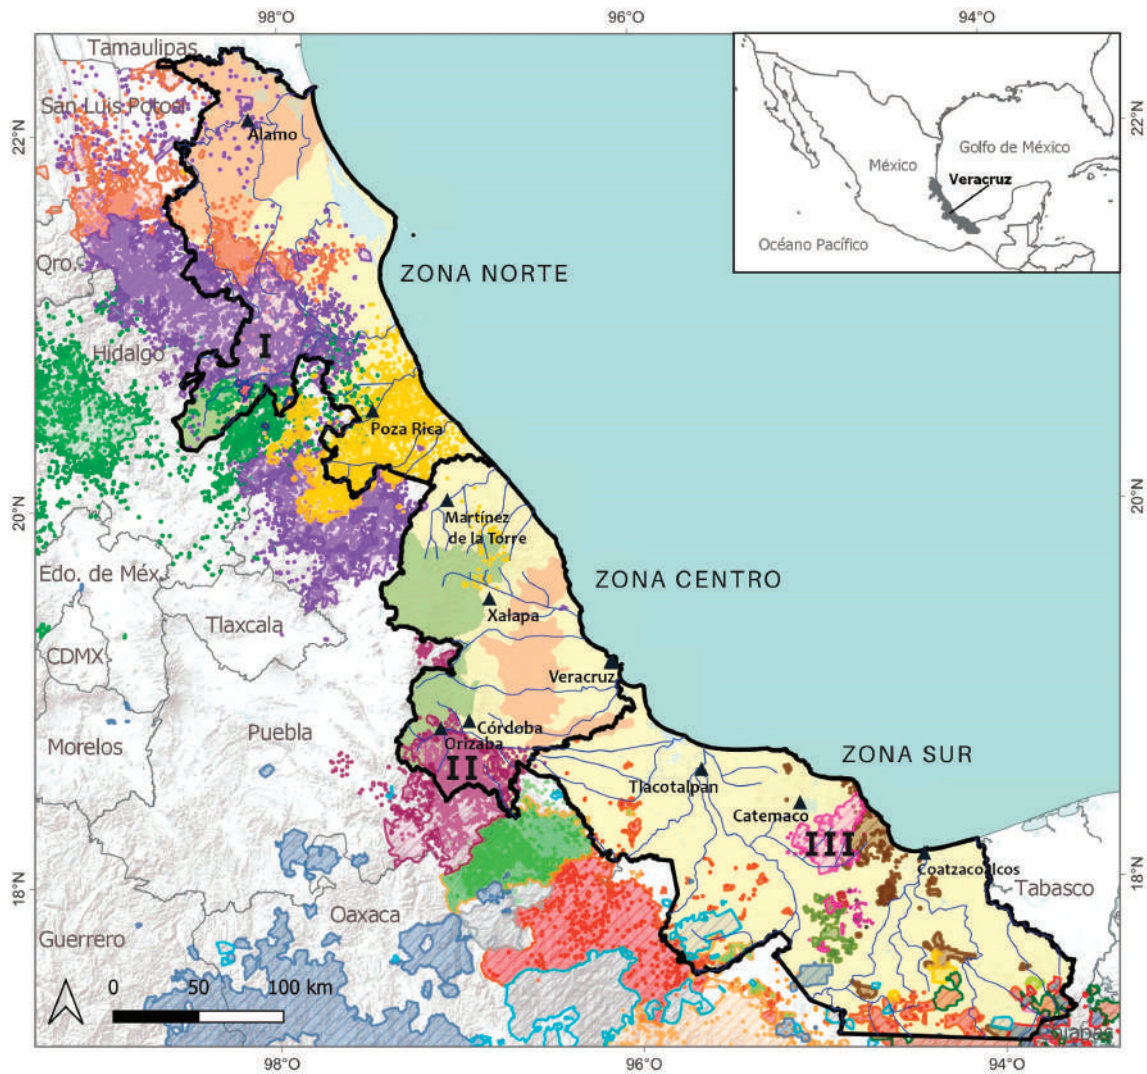 98°O
96°O
94°O
Tamaulipas
San Luis Potosí
Álamo
22°N
22°N
México
Golfo de México
Veracruz
Océano Pacífico
Qro.
ZONA NORTE
I
Hidalgo
Poza Rica
20°N
20°N
Martínez
de la Torre
Edo. de Méx.
ZONA CENTRO
Xalapa
Tlaxcala
CDMX
Veracruz
Puebla
Córdoba
Morelos
Orizaba
ZONA SUR
II
Tlacotalpan
Catemaco
III
Coatzacoalcos
18°N
18°N
Tabasco
Oaxaca
Guerrero
0
50
100 km
98°O
96°O
94°O